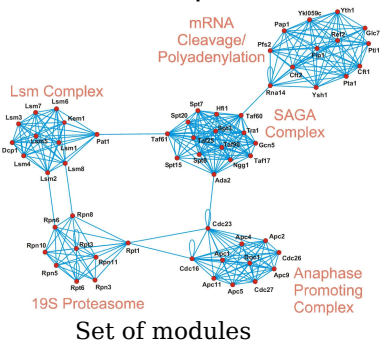 mRNA
Cleavage/
Polyadenylation
Pap1
Ykl059c
Yth1
Ref2
Glc7
Pfs2
Pti1
Cft2
Cft1
Pta1
Rna14
Ysh1
Lsm Complex
Lsm7
Lsm6
Lsm3
Kem1
Dcp1
Lsm1
Pat1
Lsm4
Lsm8
Lsm2
SAGA
Complex
Spt7
Hfi1
Spt20
Taf60
Tra1
Taf61
Gcn5
Spt8
Taf17
Spt15
Ngg1
Ada2
Rpn6
Rpn8
Rpn10
Rpt3
Rpt1
Rpn11
Rpn5
Rpt6
Rpn3
19S Proteasome
Cdc23
Apc4
Apc2
Apc1
Cdc26
Cdc16
Apc9
Apc11
Apc5
Cdc27
Anaphase
Promoting
Complex
Set of modules